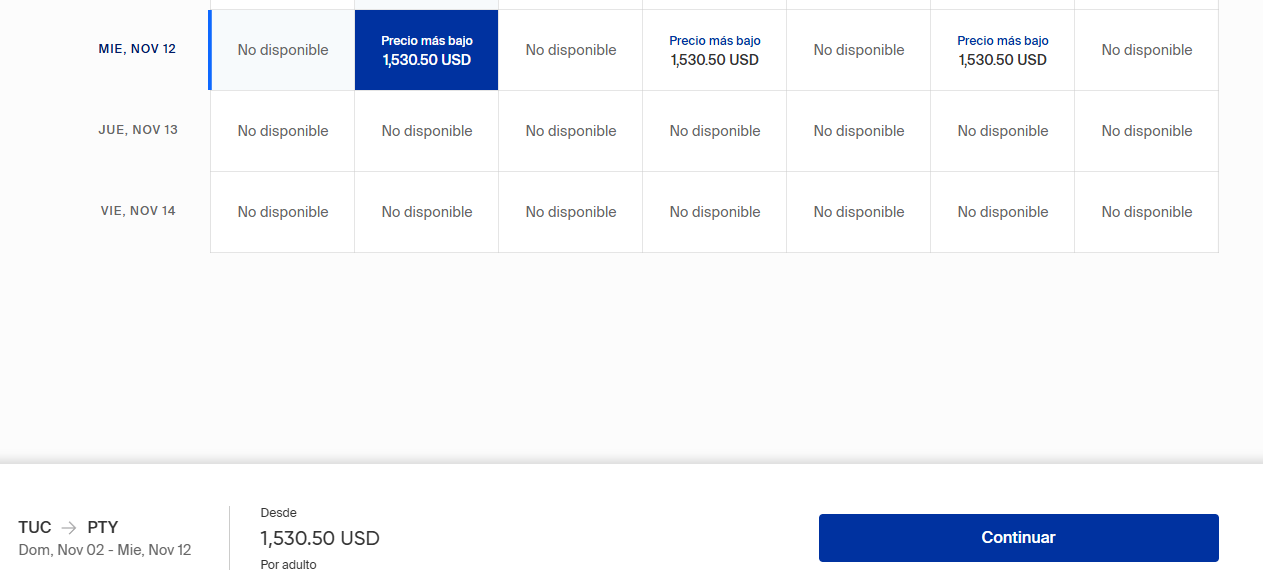 MIE, NOV 12 No disponible Precio más bajo No disponible Precio más bajo No disponible Precio más bajo No disponible
1,530.50 USD 1,530.50 USD 1,530.50 USD
JUE, NOV 13 No disponible No disponible No disponible No disponible No disponible No disponible No disponible
VIE, NOV 14 No disponible No disponible No disponible No disponible No disponible No disponible No disponible
TUC → PTY
Dom, Nov 02 - Mie, Nov 12
Desde
1,530.50 USD
Por adulto
Continuar